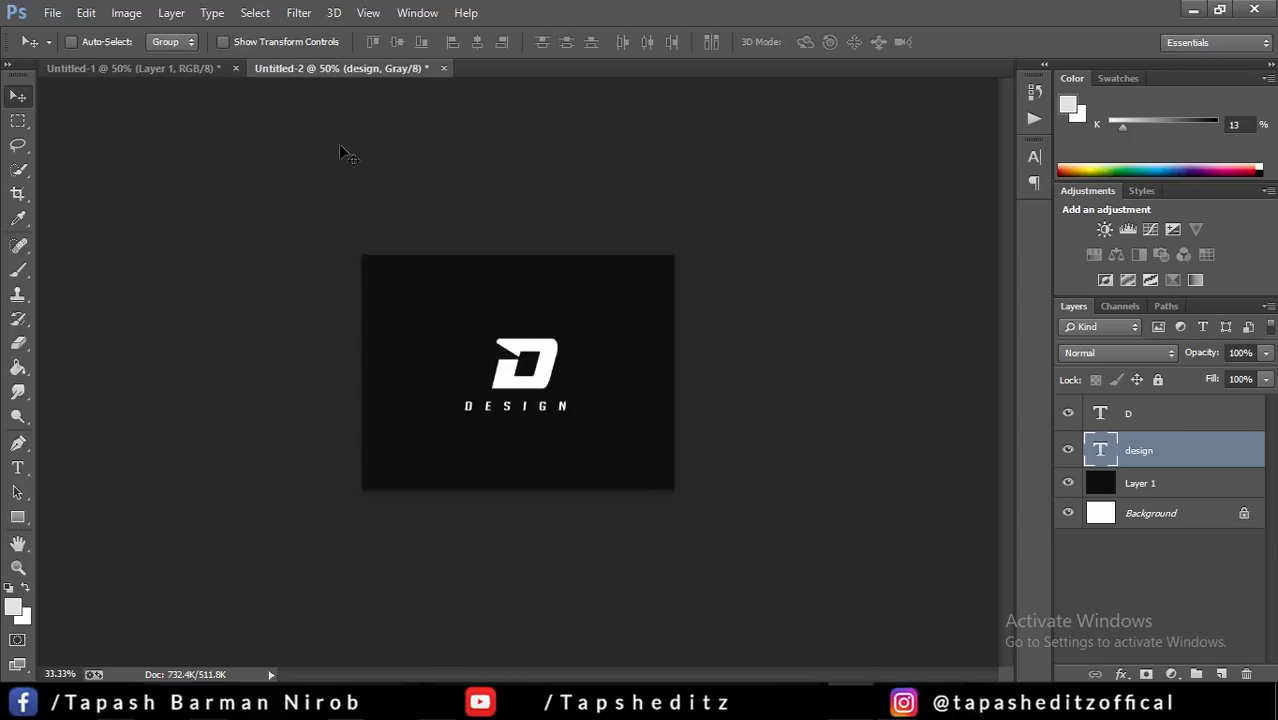 Ps File Edit Image Layer Type Select Filter 3D View Window Help
Auto-Select: Group Show Transform Controls 3D Mode: Essentials
Untitled-1 @ 50% (Layer 1, RGB/8) * × Untitled-2 @ 50% (design, Gray/8) * ×
Color Swatches
K 13 %
Adjustments Styles
Add an adjustment
Layers Channels Paths
Kind
Normal Opacity: 100%
Lock: Fill: 100%
T D
T design
Layer 1
Background
D
DESIGN
Activate Windows
Go to Settings to activate Windows.
33.33% Doc: 732.4K/511.8K
/Tapash Barman Nirob /Tapsheditz @tapasheditzoffical